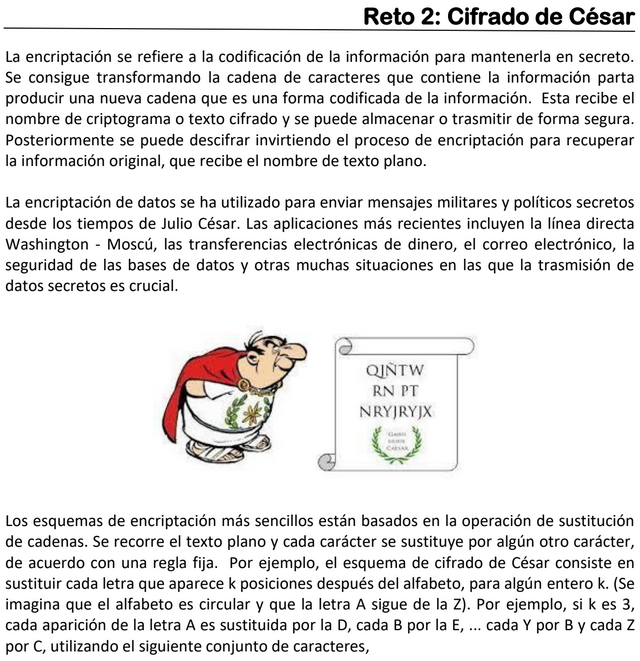 Reto 2: Cifrado de César
La encriptación se refiere a la codificación de la información para mantenerla en secreto.
Se consigue transformando la cadena de caracteres que contiene la información parta
producir una nueva cadena que es una forma codificada de la información. Esta recibe el
nombre de criptograma o texto cifrado y se puede almacenar o trasmitir de forma segura.
Posteriormente se puede descifrar invirtiendo el proceso de encriptación para recuperar
la información original, que recibe el nombre de texto plano.
La encriptación de datos se ha utilizado para enviar mensajes militares y políticos secretos
desde los tiempos de Julio César. Las aplicaciones más recientes incluyen la línea directa
Washington - Moscú, las transferencias electrónicas de dinero, el correo electrónico, la
seguridad de las bases de datos y otras muchas situaciones en las que la trasmisión de
datos secretos es crucial.
QJÑTW
RN PT
NRYJRYJX
CAESAR
Los esquemas de encriptación más sencillos están basados en la operación de sustitución
de cadenas. Se recorre el texto plano y cada carácter se sustituye por algún otro carácter,
de acuerdo con una regla fija. Por ejemplo, el esquema de cifrado de César consiste en
sustituir cada letra que aparece k posiciones después del alfabeto, para algún entero k. (Se
imagina que el alfabeto es circular y que la letra A sigue de la Z). Por ejemplo, si k es 3,
cada aparición de la letra A es sustituida por la D, cada B por la E, ... cada Y por B y cada Z
por C, utilizando el siguiente conjunto de caracteres,